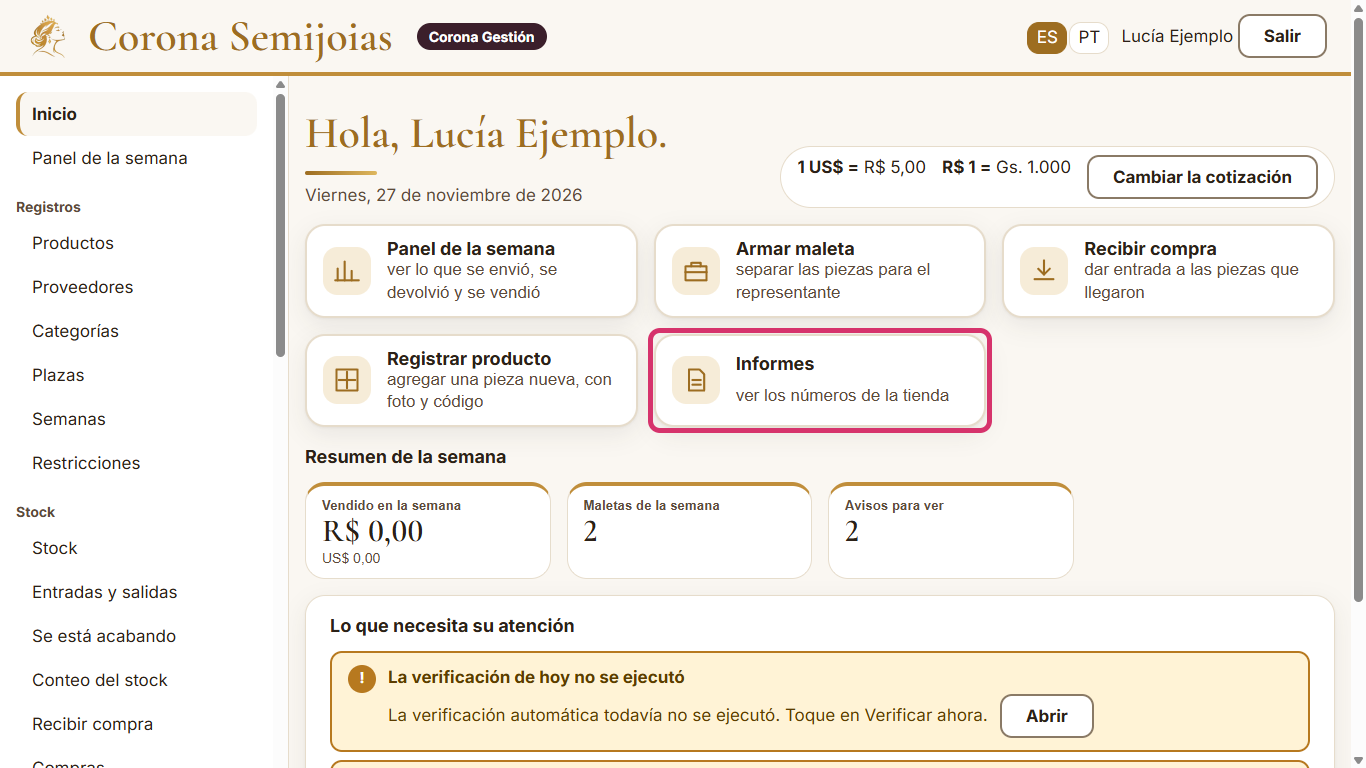 Corona Semijoias
Corona Gestión
ES
PT
Lucía Ejemplo
Salir
Inicio
Panel de la semana
Registros
Productos
Proveedores
Categorías
Plazas
Semanas
Restricciones
Stock
Stock
Entradas y salidas
Se está acabando
Conteo del stock
Recibir compra
Compras
Hola, Lucía Ejemplo.
Viernes, 27 de noviembre de 2026
1 US$ = R$ 5,00 R$ 1 = Gs. 1.000
Cambiar la cotización
Panel de la semana
ver lo que se envió, se
devolvió y se vendió
Armar maleta
separar las piezas para el
representante
Recibir compra
dar entrada a las piezas que
llegaron
Registrar producto
agregar una pieza nueva, con
foto y código
Informes
ver los números de la tienda
Resumen de la semana
Vendido en la semana
R$ 0,00
US$ 0,00
Maletas de la semana
2
Avisos para ver
2
Lo que necesita su atención
! La verificación de hoy no se ejecutó
La verificación automática todavía no se ejecutó. Toque en Verificar ahora.
Abrir